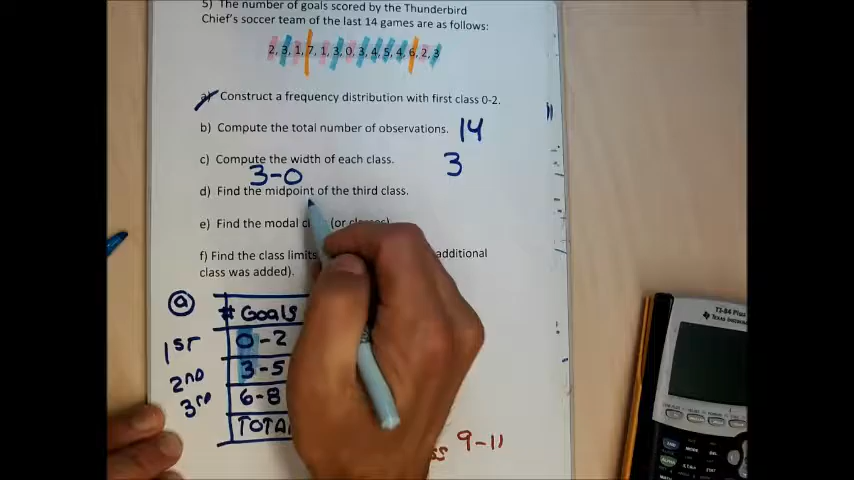 5) The number of goals scored by the Thunderbird
Chief's soccer team of the last 14 games are as follows:
2, 3, 1, 7, 1, 3, 0, 3, 4, 5, 4, 6, 2, 3
a) Construct a frequency distribution with first class 0-2.
b) Compute the total number of observations. 14
c) Compute the width of each class. 3
3-0
d) Find the midpoint of the third class.
e) Find the modal (or classes)
f) Find the class limits additional
class was added).
a
# Goals
1ST 0-2
2ND 3-5
3rd 6-8
9-11
TI-84
Texas Instruments